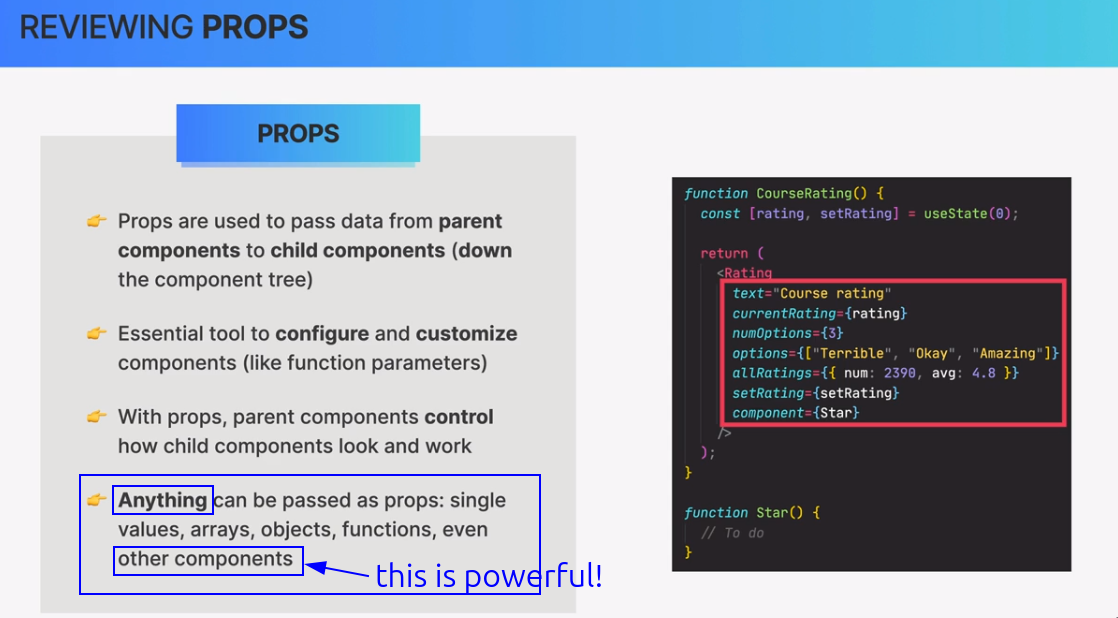 REVIEWING PROPS
PROPS
👉 Props are used to pass data from parent
components to child components (down
the component tree)
👉 Essential tool to configure and customize
components (like function parameters)
👉 With props, parent components control
how child components look and work
👉 Anything can be passed as props: single
values, arrays, objects, functions, even
other components
this is powerful!
function CourseRating() {
  const [rating, setRating] = useState(0);
  return (
    <Rating
      text="Course rating"
      currentRating={rating}
      numOptions={3}
      options={["Terrible", "Okay", "Amazing"]}
      allRatings={{ num: 2390, avg: 4.8 }}
      setRating={setRating}
      component={Star}
    />
  );
}
function Star() {
  // To do
}